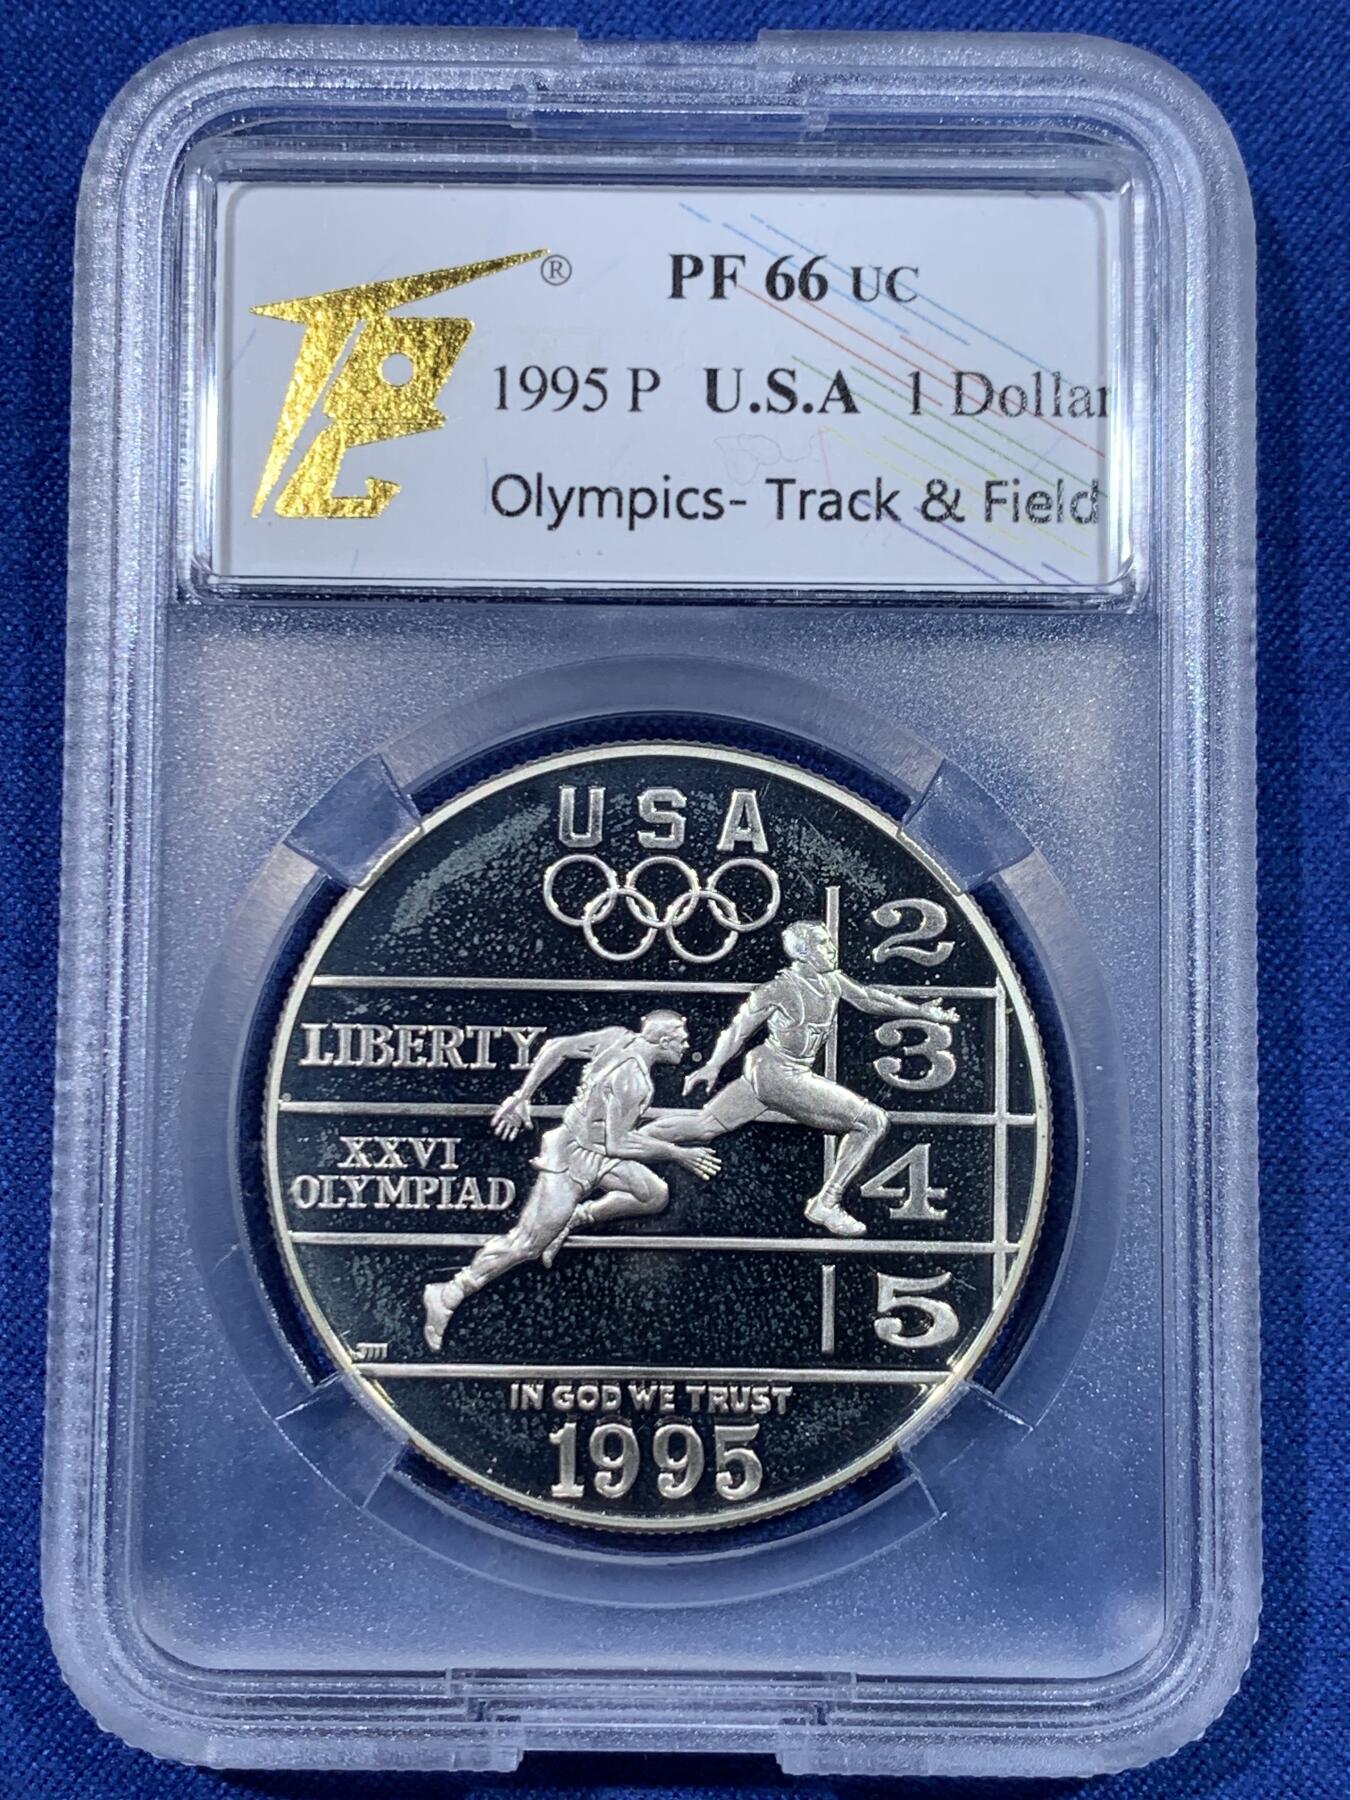 ®
PF 66 UC
1995 P U.S.A 1 Dollar
Olympics- Track & Field
USA
2
3
4
5
LIBERTY
XXVI
OLYMPIAD
JM
IN GOD WE TRUST
1995